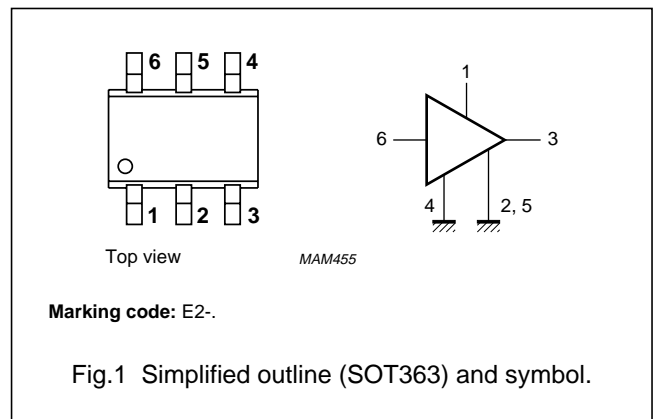 6 5 4
1 2 3
Top view
1
6
3
4
2, 5
MAM455
Marking code: E2-.
Fig.1 Simplified outline (SOT363) and symbol.